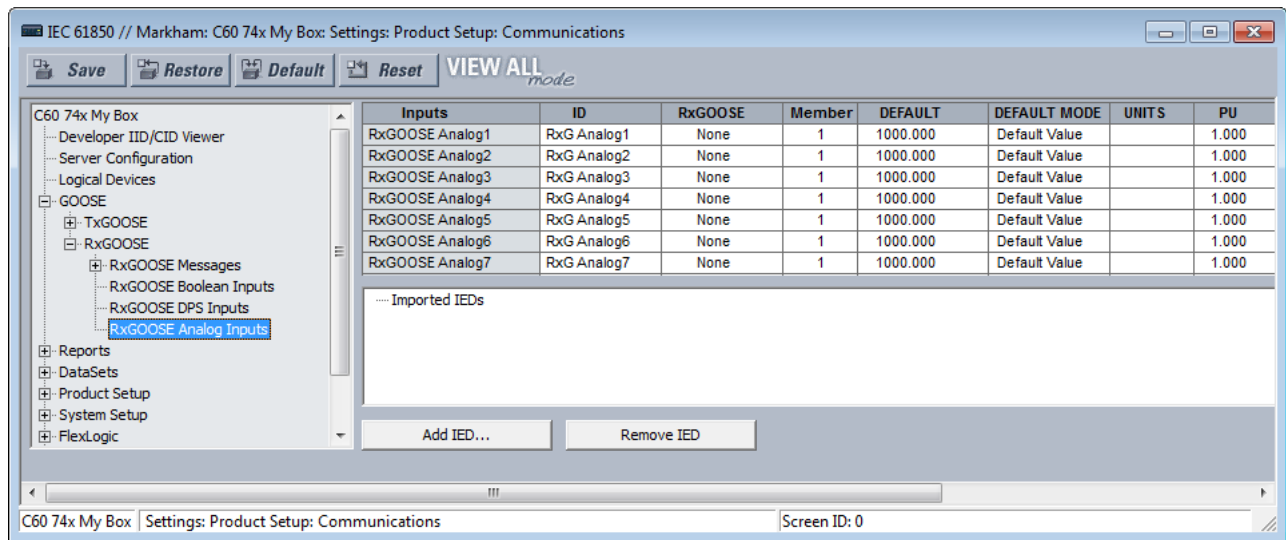 IEC 61850 // Markham: C60 74x My Box: Settings: Product Setup: Communications
Save Restore Default Reset VIEW ALL mode
C60 74x My Box
Developer IID/CID Viewer
Server Configuration
Logical Devices
GOOSE
TxGOOSE
RxGOOSE
RxGOOSE Messages
RxGOOSE Boolean Inputs
RxGOOSE DPS Inputs
RxGOOSE Analog Inputs
Reports
DataSets
Product Setup
System Setup
FlexLogic
Inputs ID RxGOOSE Member DEFAULT DEFAULT MODE UNITS PU
RxGOOSE Analog1 RxG Analog1 None 1 1000.000 Default Value 1.000
RxGOOSE Analog2 RxG Analog2 None 1 1000.000 Default Value 1.000
RxGOOSE Analog3 RxG Analog3 None 1 1000.000 Default Value 1.000
RxGOOSE Analog4 RxG Analog4 None 1 1000.000 Default Value 1.000
RxGOOSE Analog5 RxG Analog5 None 1 1000.000 Default Value 1.000
RxGOOSE Analog6 RxG Analog6 None 1 1000.000 Default Value 1.000
RxGOOSE Analog7 RxG Analog7 None 1 1000.000 Default Value 1.000
Imported IEDs
Add IED... Remove IED
C60 74x My Box Settings: Product Setup: Communications Screen ID: 0